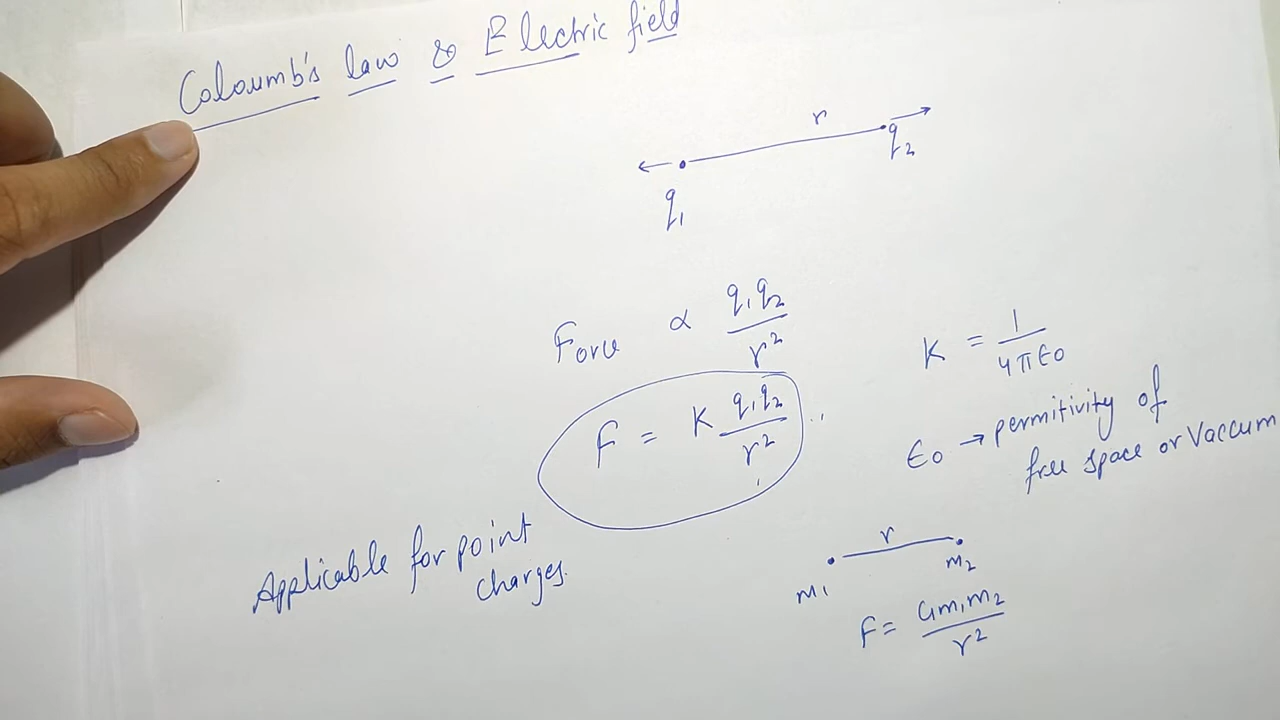 Coloumb's law & Electric field
r
q₁
q₂
Force ∝ q₁q₂/r²
F = K q₁q₂/r²
K = 1/4πϵ₀
ϵ₀ → permitivity of
free space or Vaccum
Applicable for point
charges.
r
m₁
m₂
F = Gm₁m₂/r²